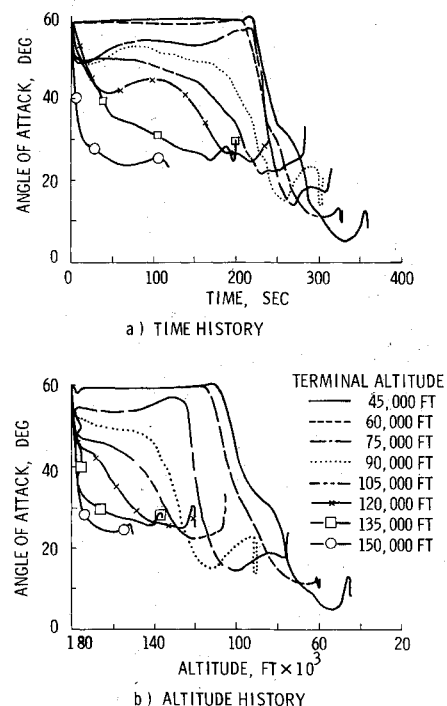 60
40
20
0
ANGLE OF ATTACK, DEG
0 100 200 300 400
TIME, SEC
a) TIME HISTORY
60
40
20
0
ANGLE OF ATTACK, DEG
180 140 100 60 20
ALTITUDE, FT × 10³
b) ALTITUDE HISTORY
TERMINAL ALTITUDE
45,000 FT
60,000 FT
75,000 FT
90,000 FT
105,000 FT
120,000 FT
135,000 FT
150,000 FT